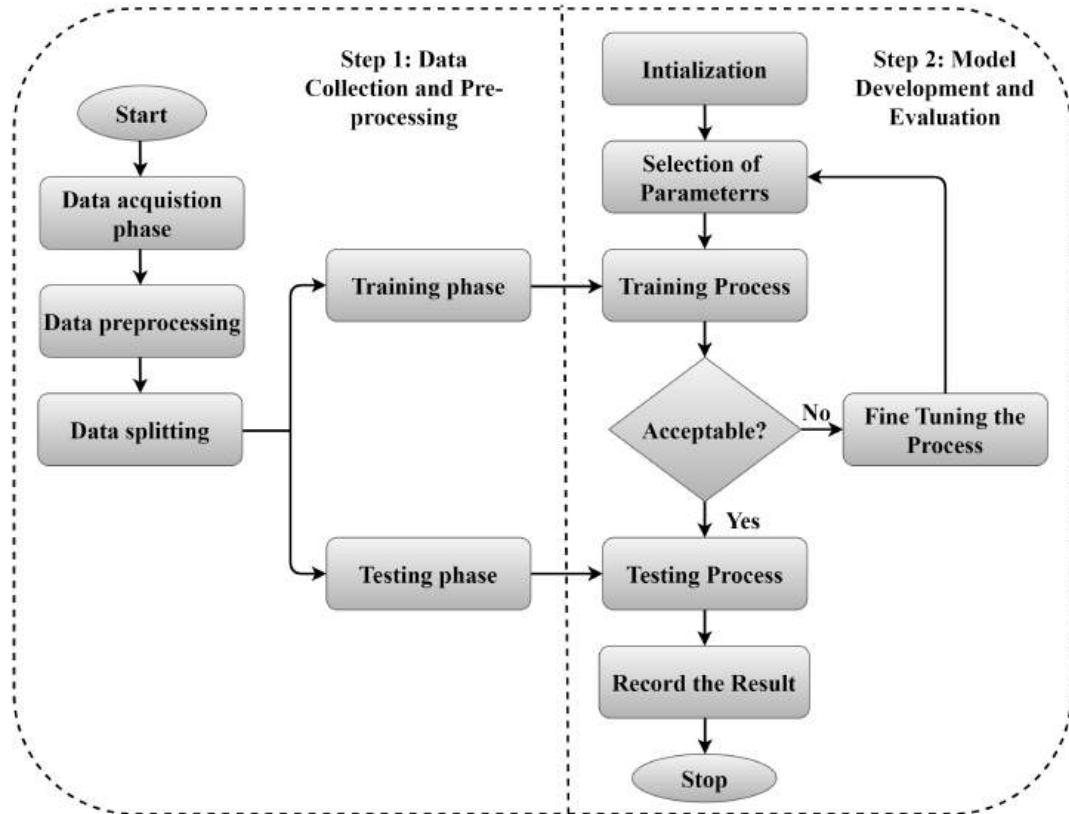 Step 1: Data
Collection and Pre-
processing
Start
Data acquistion
phase
Data preprocessing
Data splitting
Training phase
Testing phase
Step 2: Model
Development and
Evaluation
Intialization
Selection of
Parameterrs
Training Process
Acceptable?
No
Fine Tuning the
Process
Yes
Testing Process
Record the Result
Stop